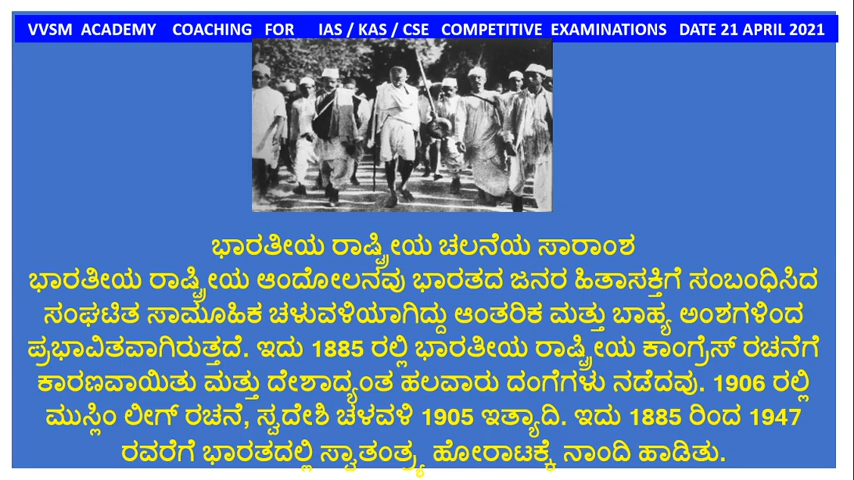 VVSM ACADEMY COACHING FOR IAS / KAS / CSE COMPETITIVE EXAMINATIONS DATE 21 APRIL 2021
ಭಾರತೀಯ ರಾಷ್ಟ್ರೀಯ ಚಲನೆಯ ಸಾರಾಂಶ
ಭಾರತೀಯ ರಾಷ್ಟ್ರೀಯ ಆಂದೋಲನವು ಭಾರತದ ಜನರ ಹಿತಾಸಕ್ತಿಗೆ ಸಂಬಂಧಿಸಿದ
ಸಂಘಟಿತ ಸಾಮೂಹಿಕ ಚಳುವಳಿಯಾಗಿದ್ದು ಆಂತರಿಕ ಮತ್ತು ಬಾಹ್ಯ ಅಂಶಗಳಿಂದ
ಪ್ರಭಾವಿತವಾಗಿರುತ್ತದೆ. ಇದು 1885 ರಲ್ಲಿ ಭಾರತೀಯ ರಾಷ್ಟ್ರೀಯ ಕಾಂಗ್ರೆಸ್ ರಚನೆಗೆ
ಕಾರಣವಾಯಿತು ಮತ್ತು ದೇಶಾದ್ಯಂತ ಹಲವಾರು ದಂಗೆಗಳು ನಡೆದವು. 1906 ರಲ್ಲಿ
ಮುಸ್ಲಿಂ ಲೀಗ್ ರಚನೆ, ಸ್ವದೇಶಿ ಚಳವಳಿ 1905 ಇತ್ಯಾದಿ. ಇದು 1885 ರಿಂದ 1947
ರವರೆಗೆ ಭಾರತದಲ್ಲಿ ಸ್ವಾತಂತ್ರ್ಯ ಹೋರಾಟಕ್ಕೆ ನಾಂದಿ ಹಾಡಿತು.